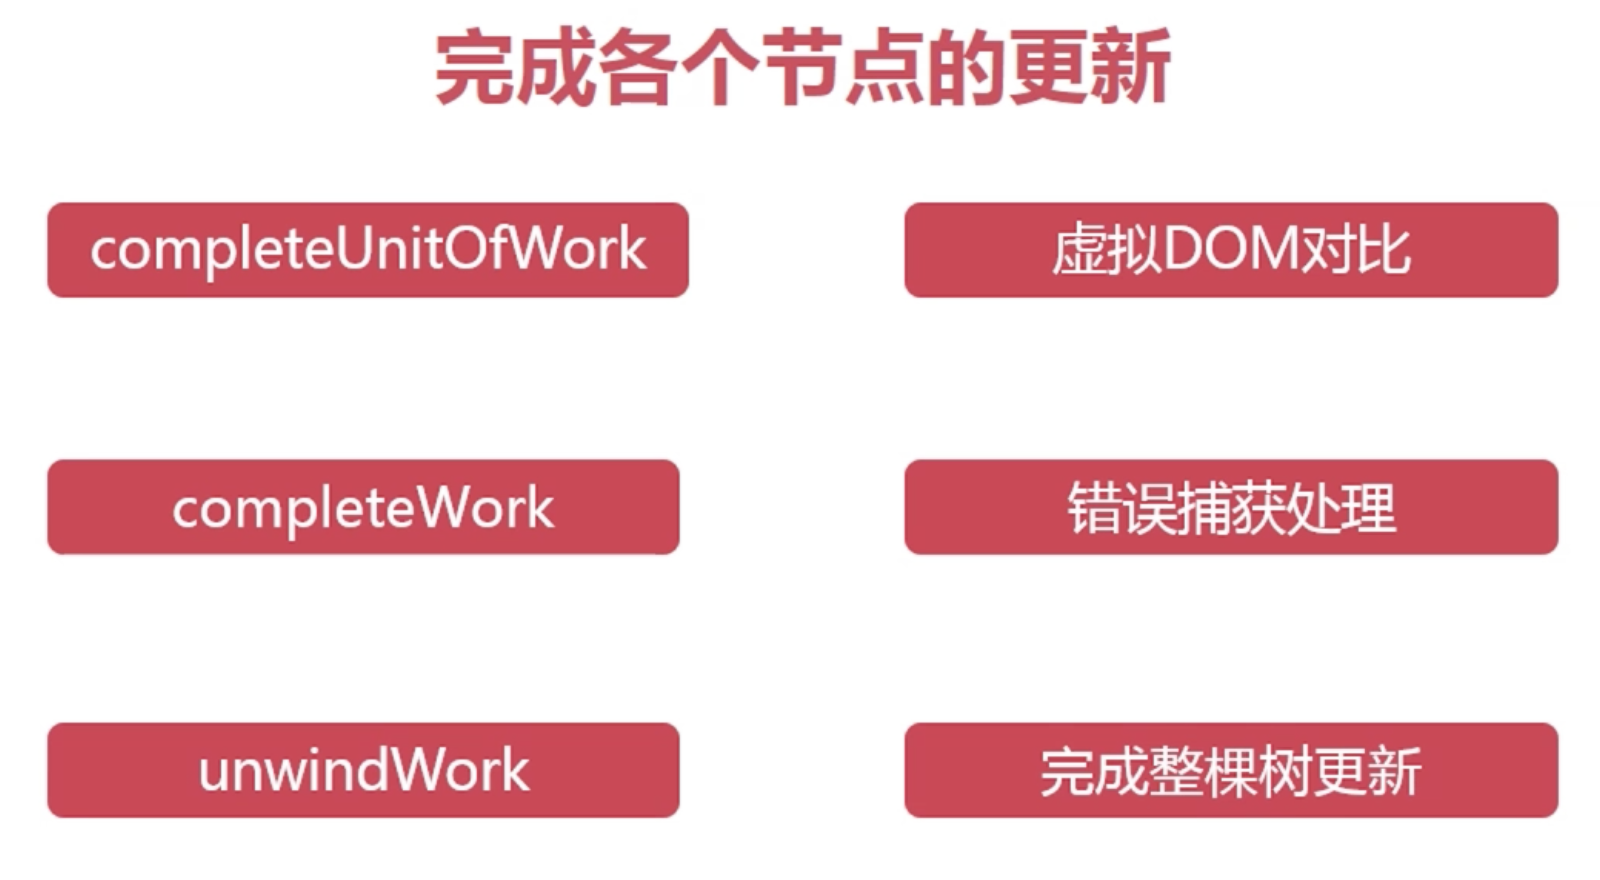 完成各个节点的更新
completeUnitOfWork
虚拟DOM对比
completeWork
错误捕获处理
unwindWork
完成整棵树更新